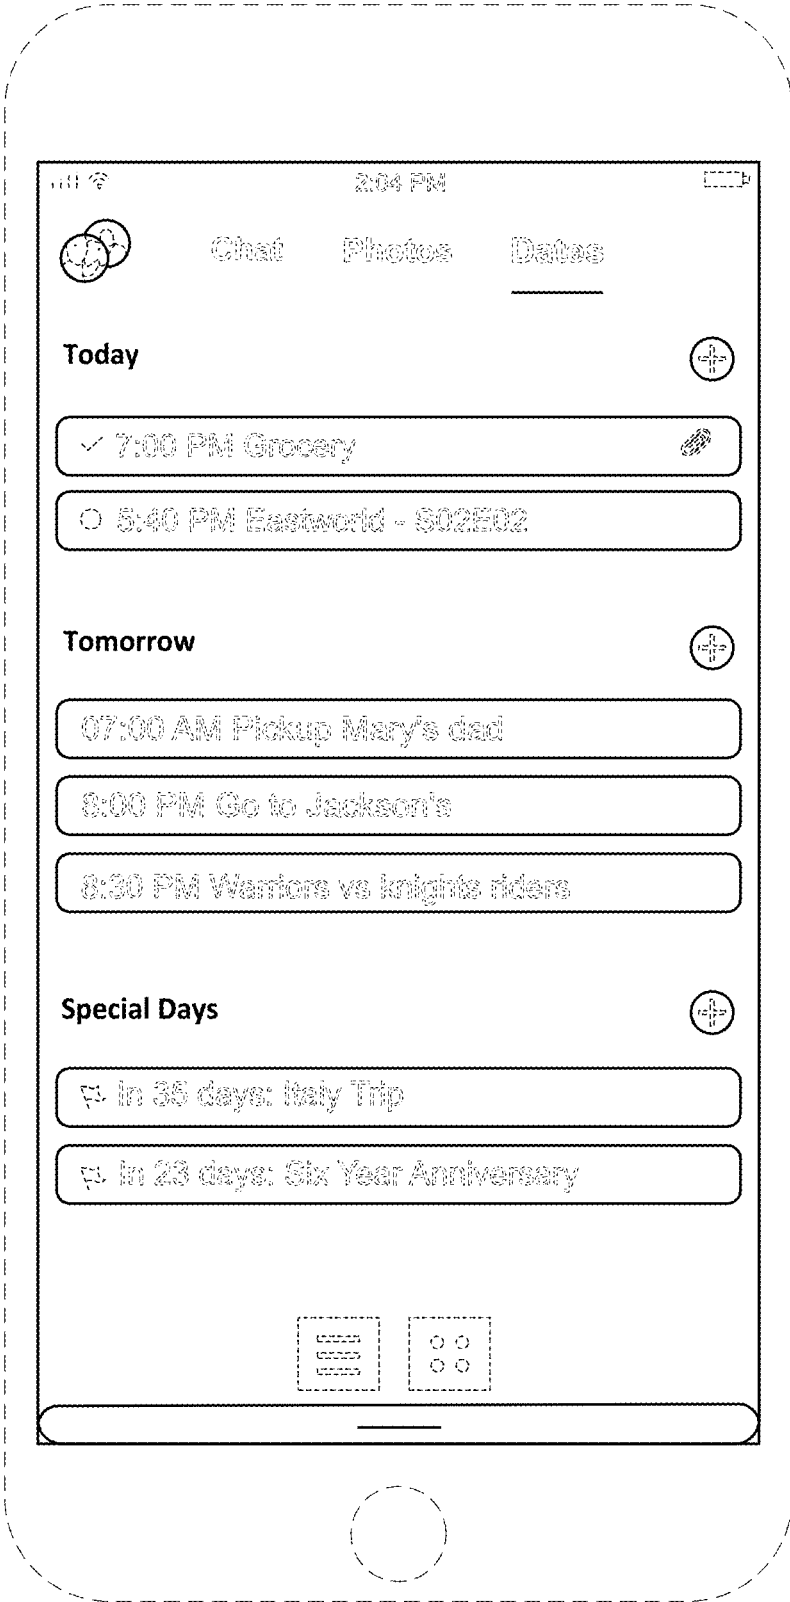 2:04 PM
Chat Photos Dates
Today
7:00 PM Grocery
5:40 PM Eastworld - S02E02
Tomorrow
07:00 AM Pickup Mary's dad
8:00 PM Go to Jackson's
8:30 PM Warriors vs knights riders
Special Days
In 35 days: Italy Trip
In 23 days: Six Year Anniversary